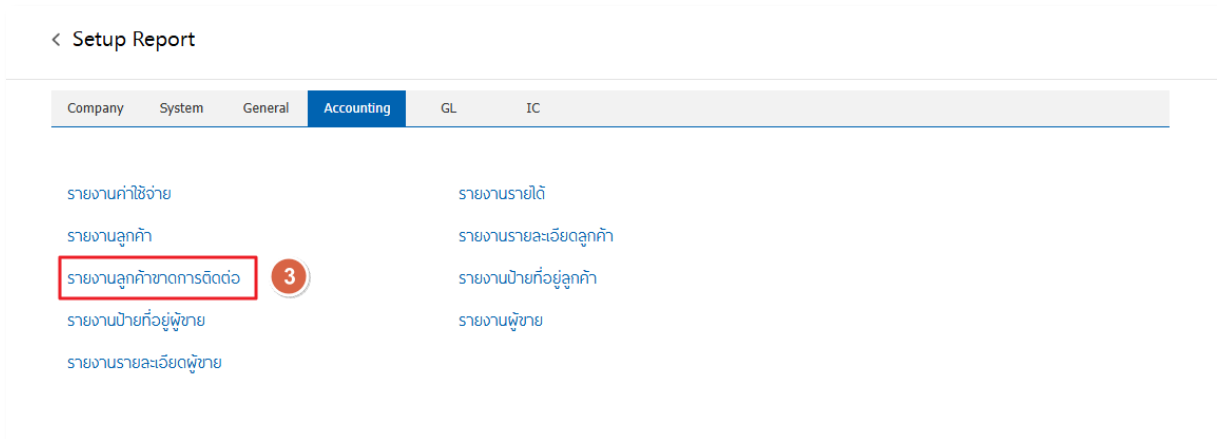 < Setup Report
Company System General Accounting GL IC
รายงานค่าใช้จ่าย รายงานรายได้
รายงานลูกค้า รายงานรายละเอียดลูกค้า
รายงานลูกค้าขาดการติดต่อ 3 รายงานป้ายที่อยู่ลูกค้า
รายงานป้ายที่อยู่ผู้ขาย รายงานผู้ขาย
รายงานรายละเอียดผู้ขาย